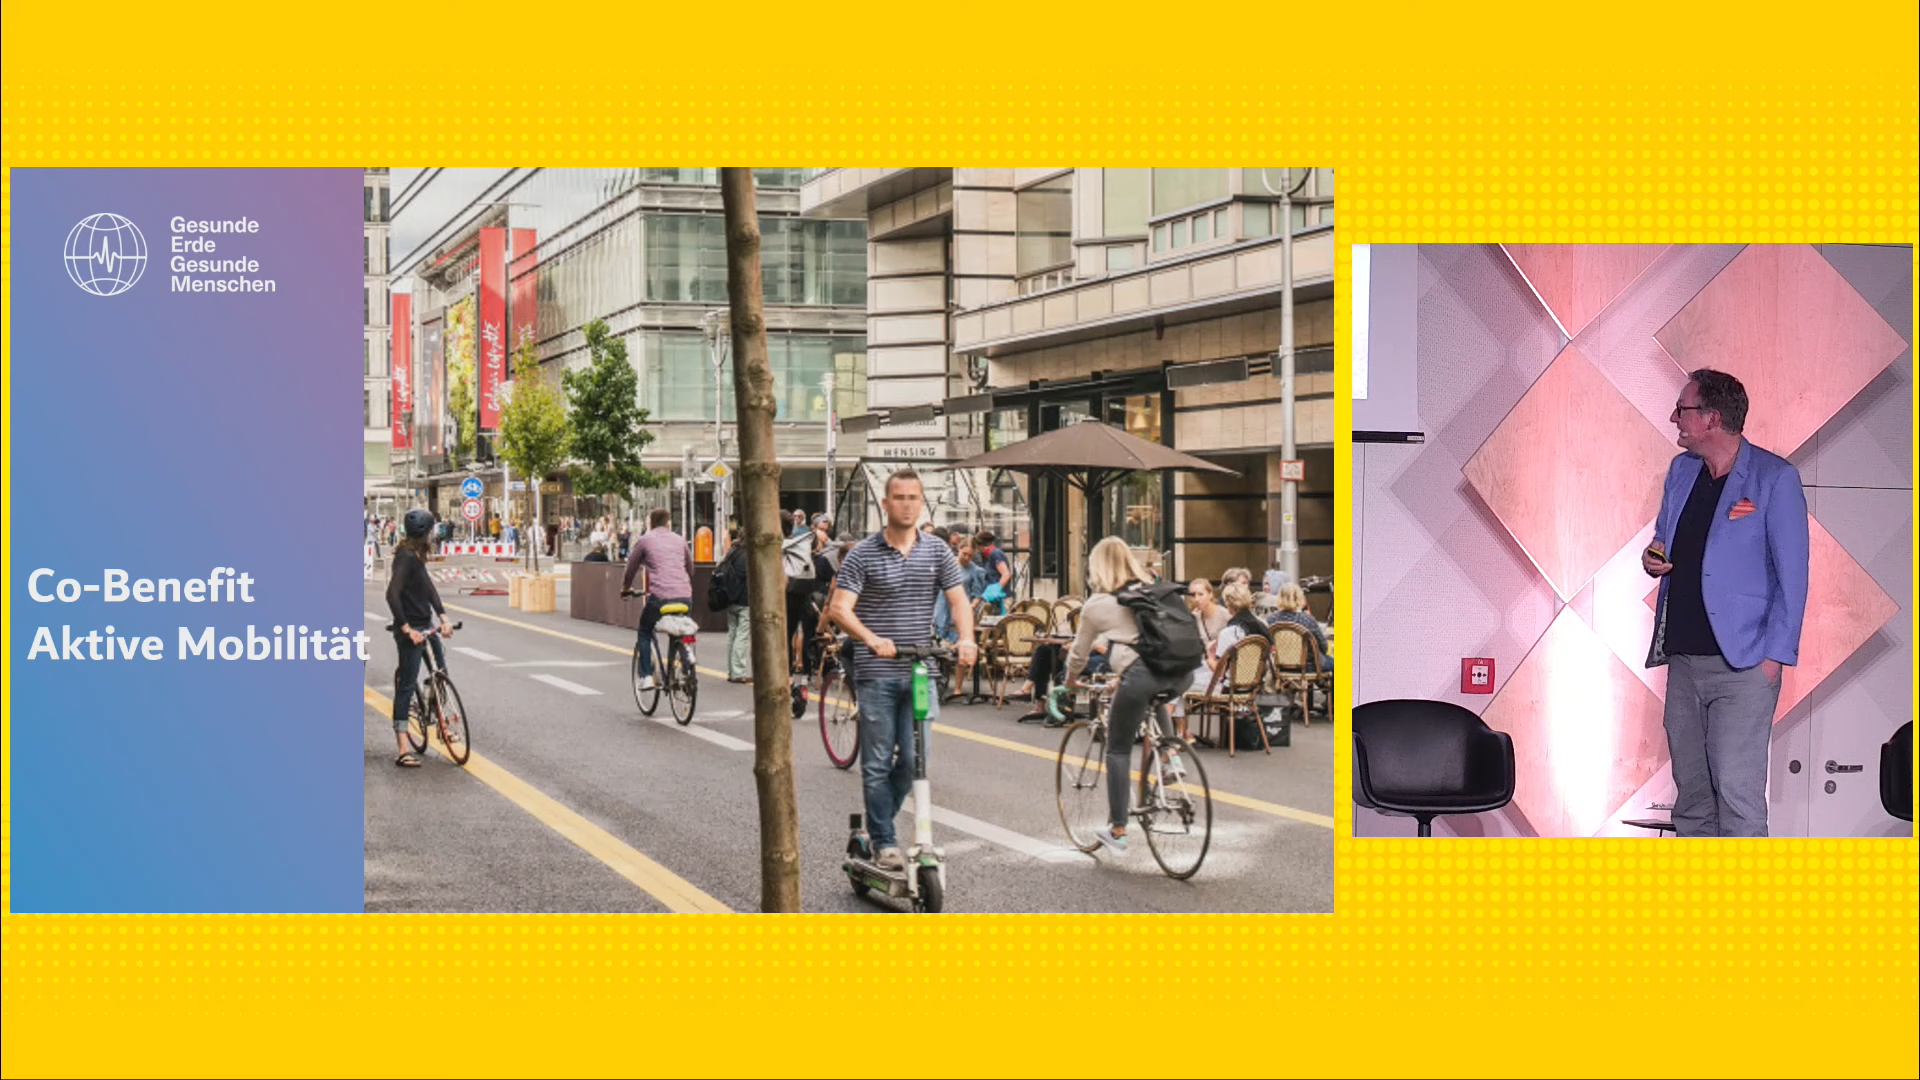 Gesunde
Erde
Gesunde
Menschen
Co-Benefit
Aktive Mobilität
MENSING